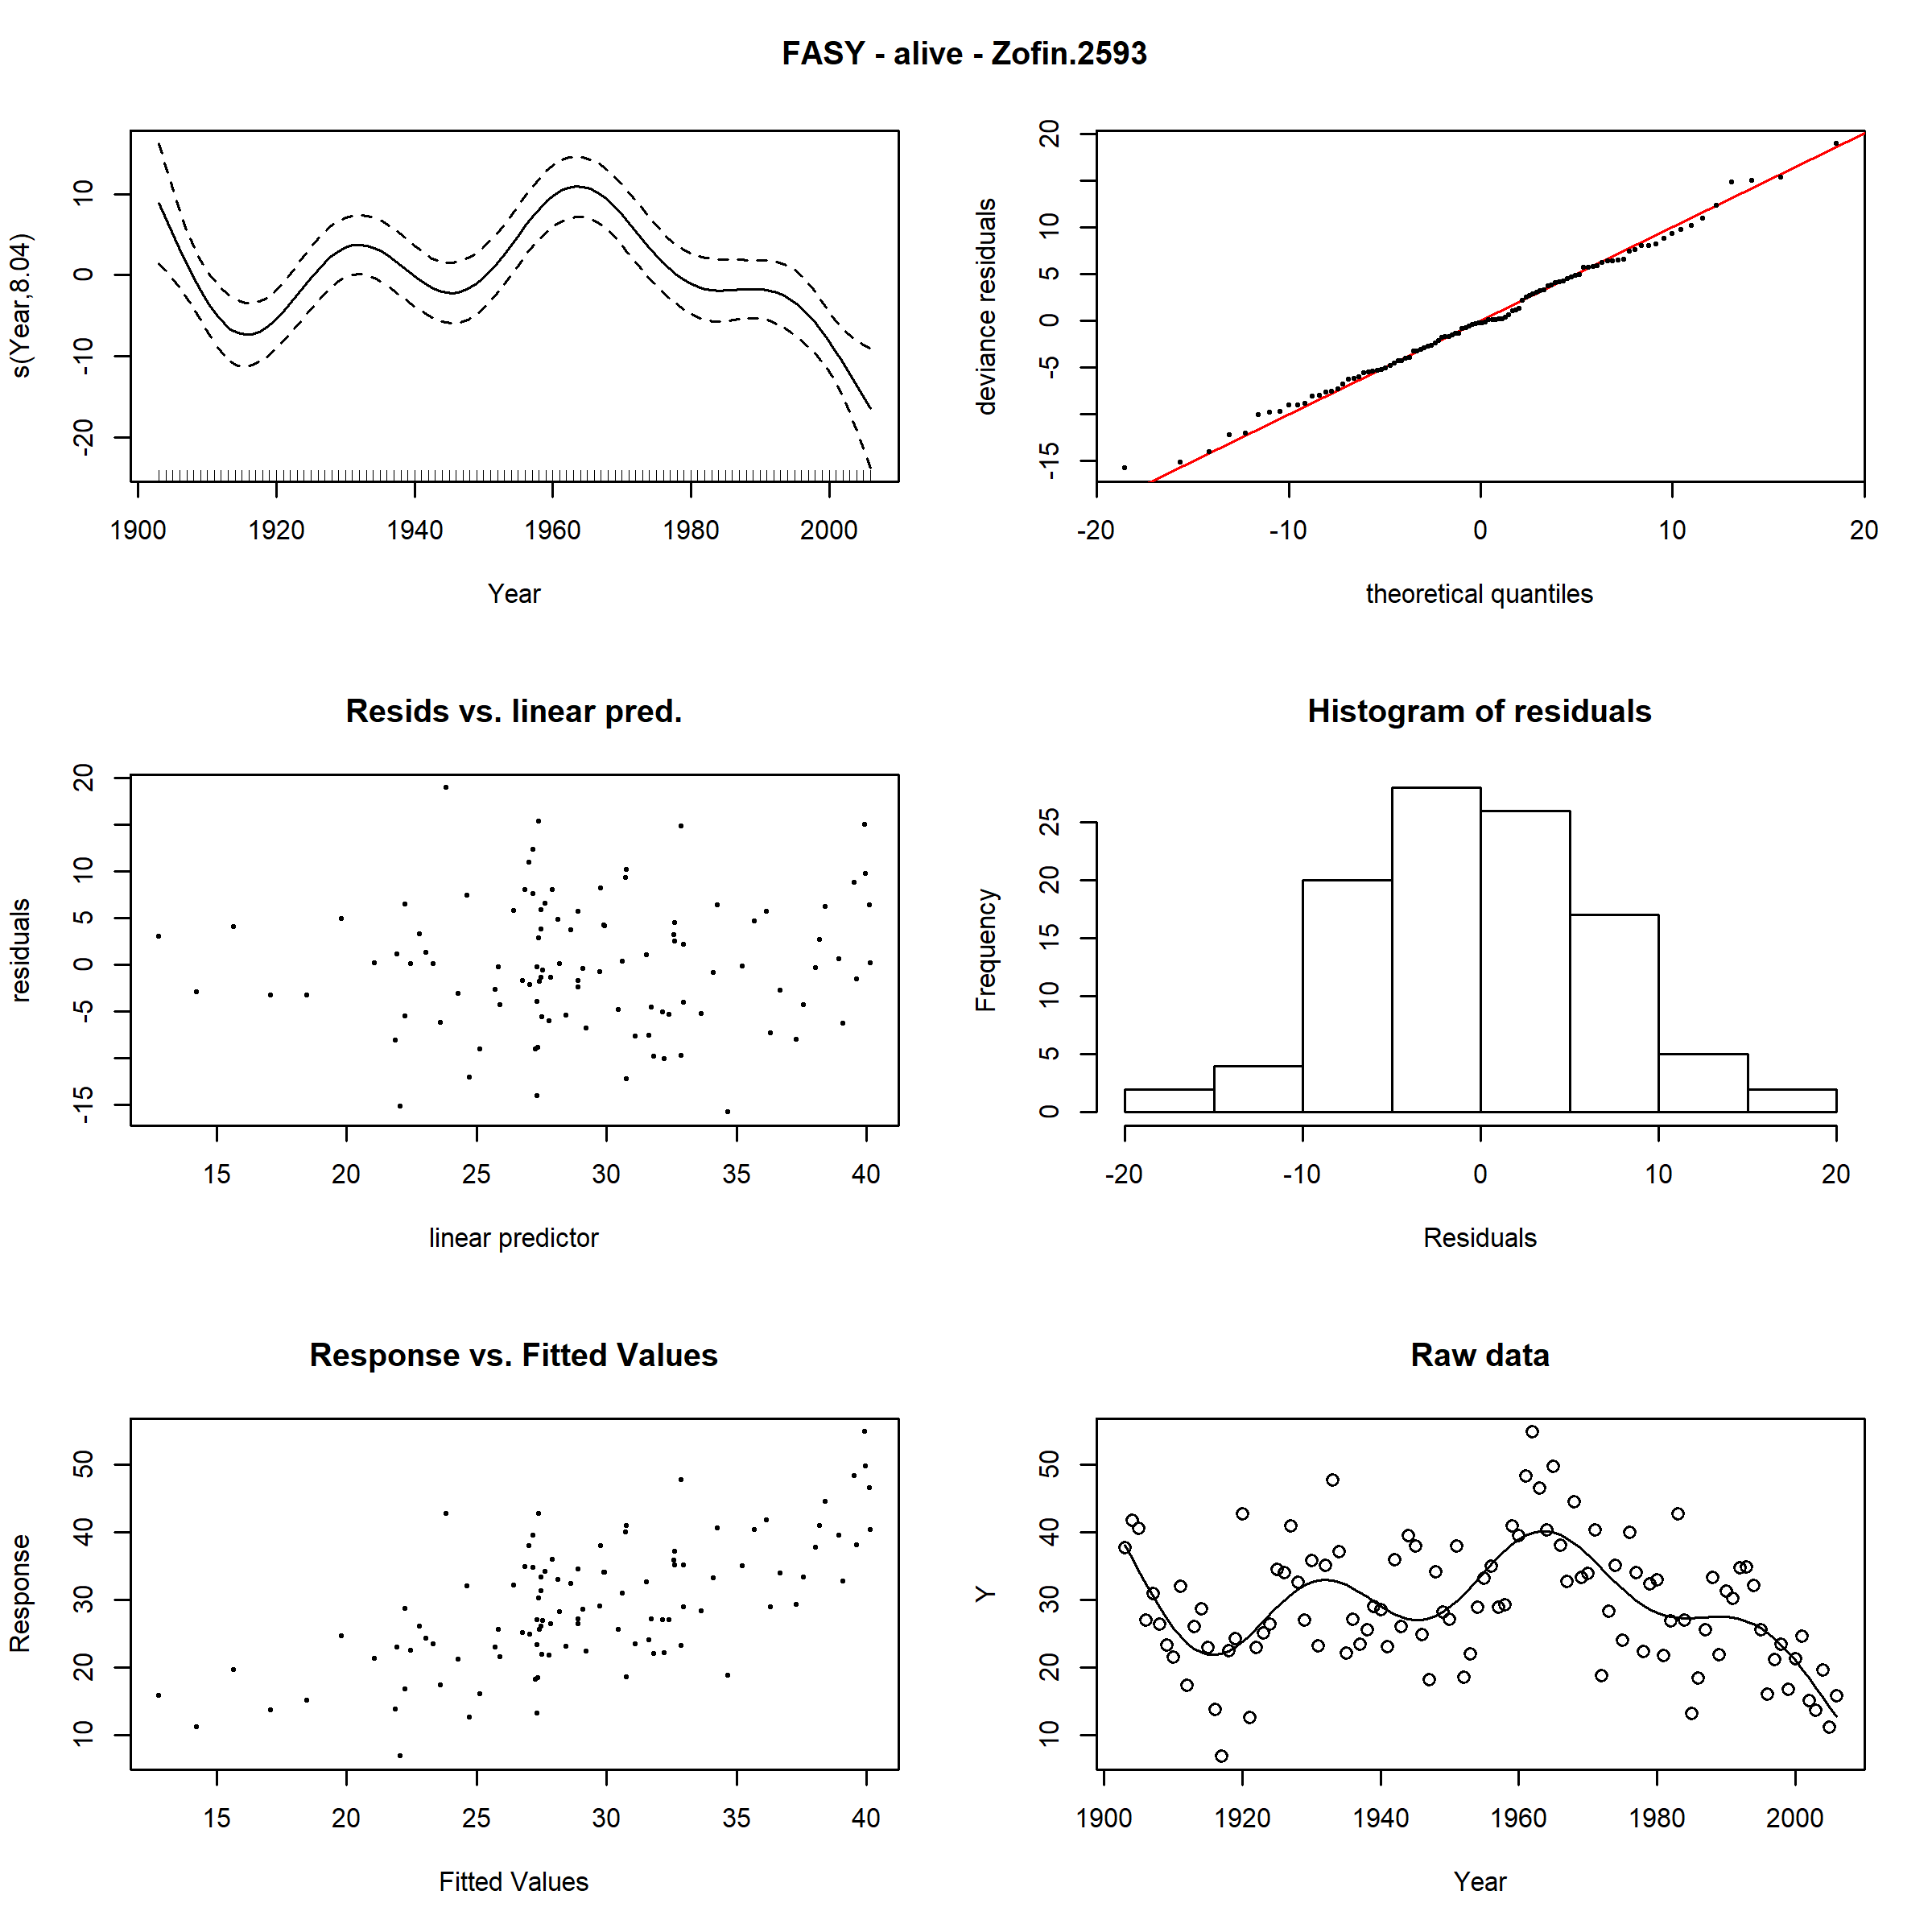 FASY - alive - Zofin.2593
s(Year,8.04)
10
0
-10
-20
1900 1920 1940 1960 1980 2000
Year
deviance residuals
20
10
5
0
-5
-15
-20 -10 0 10 20
theoretical quantiles
Resids vs. linear pred.
residuals
20
10
5
0
-5
-15
15 20 25 30 35 40
linear predictor
Histogram of residuals
Frequency
25
20
15
10
5
0
-20 -10 0 10 20
Residuals
Response vs. Fitted Values
Response
50
40
30
20
10
15 20 25 30 35 40
Fitted Values
Raw data
Y
50
40
30
20
10
1900 1920 1940 1960 1980 2000
Year